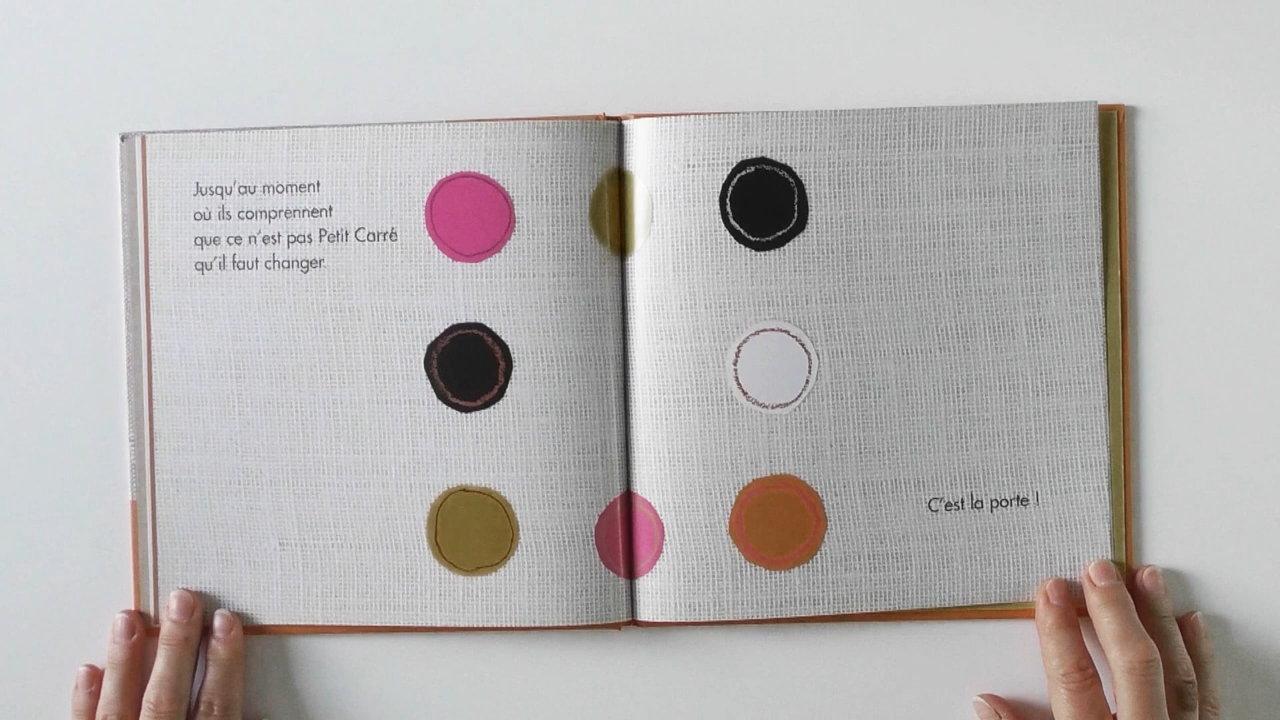 Jusqu'au moment
où ils comprennent
que ce n'est pas Petit Carré
qu'il faut changer.
C'est la porte !